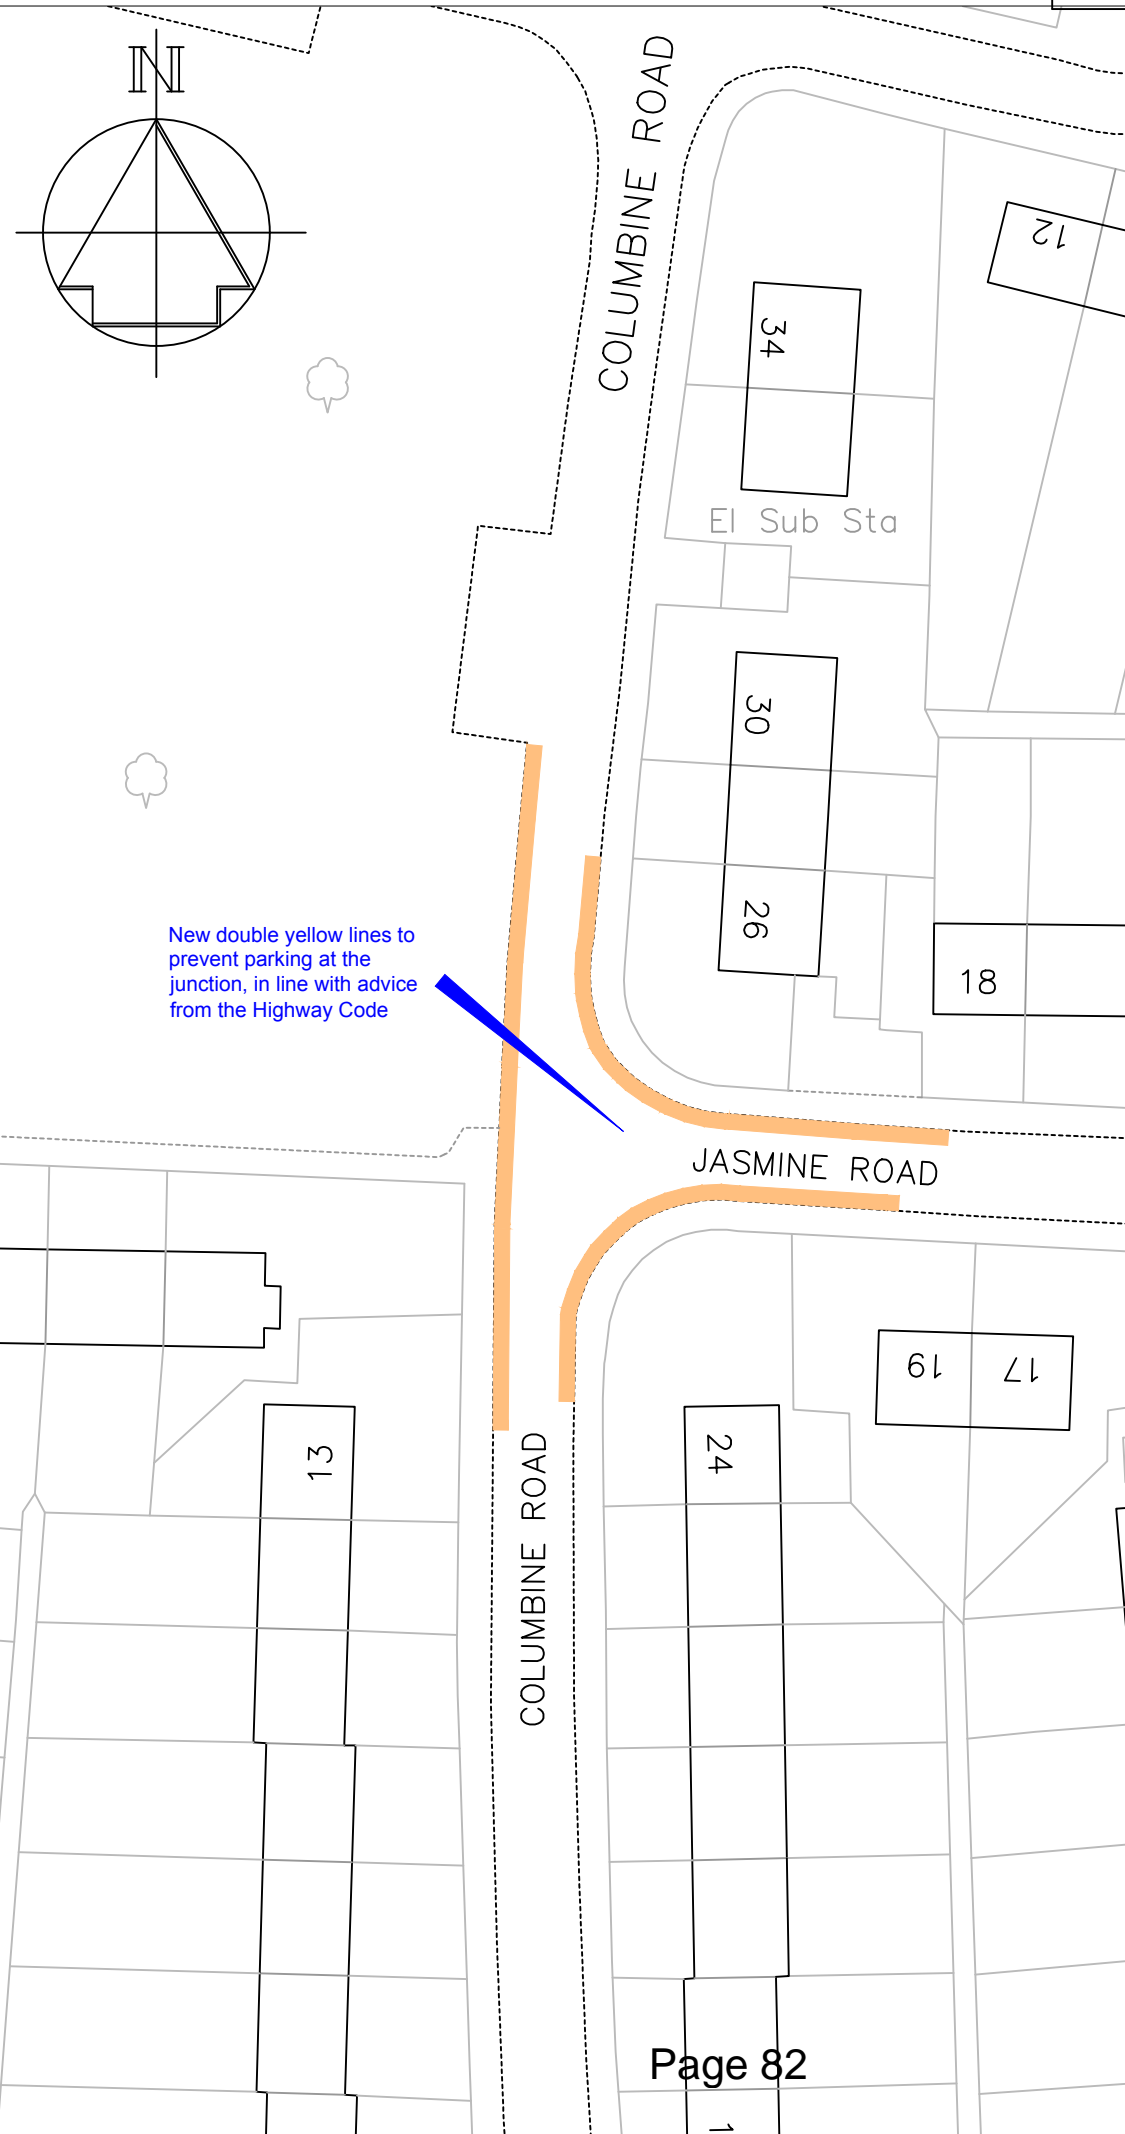 N
COLUMBINE ROAD
12
34
El Sub Sta
30
26
18
New double yellow lines to
prevent parking at the
junction, in line with advice
from the Highway Code
JASMINE ROAD
19
17
13
24
COLUMBINE ROAD
Page 82